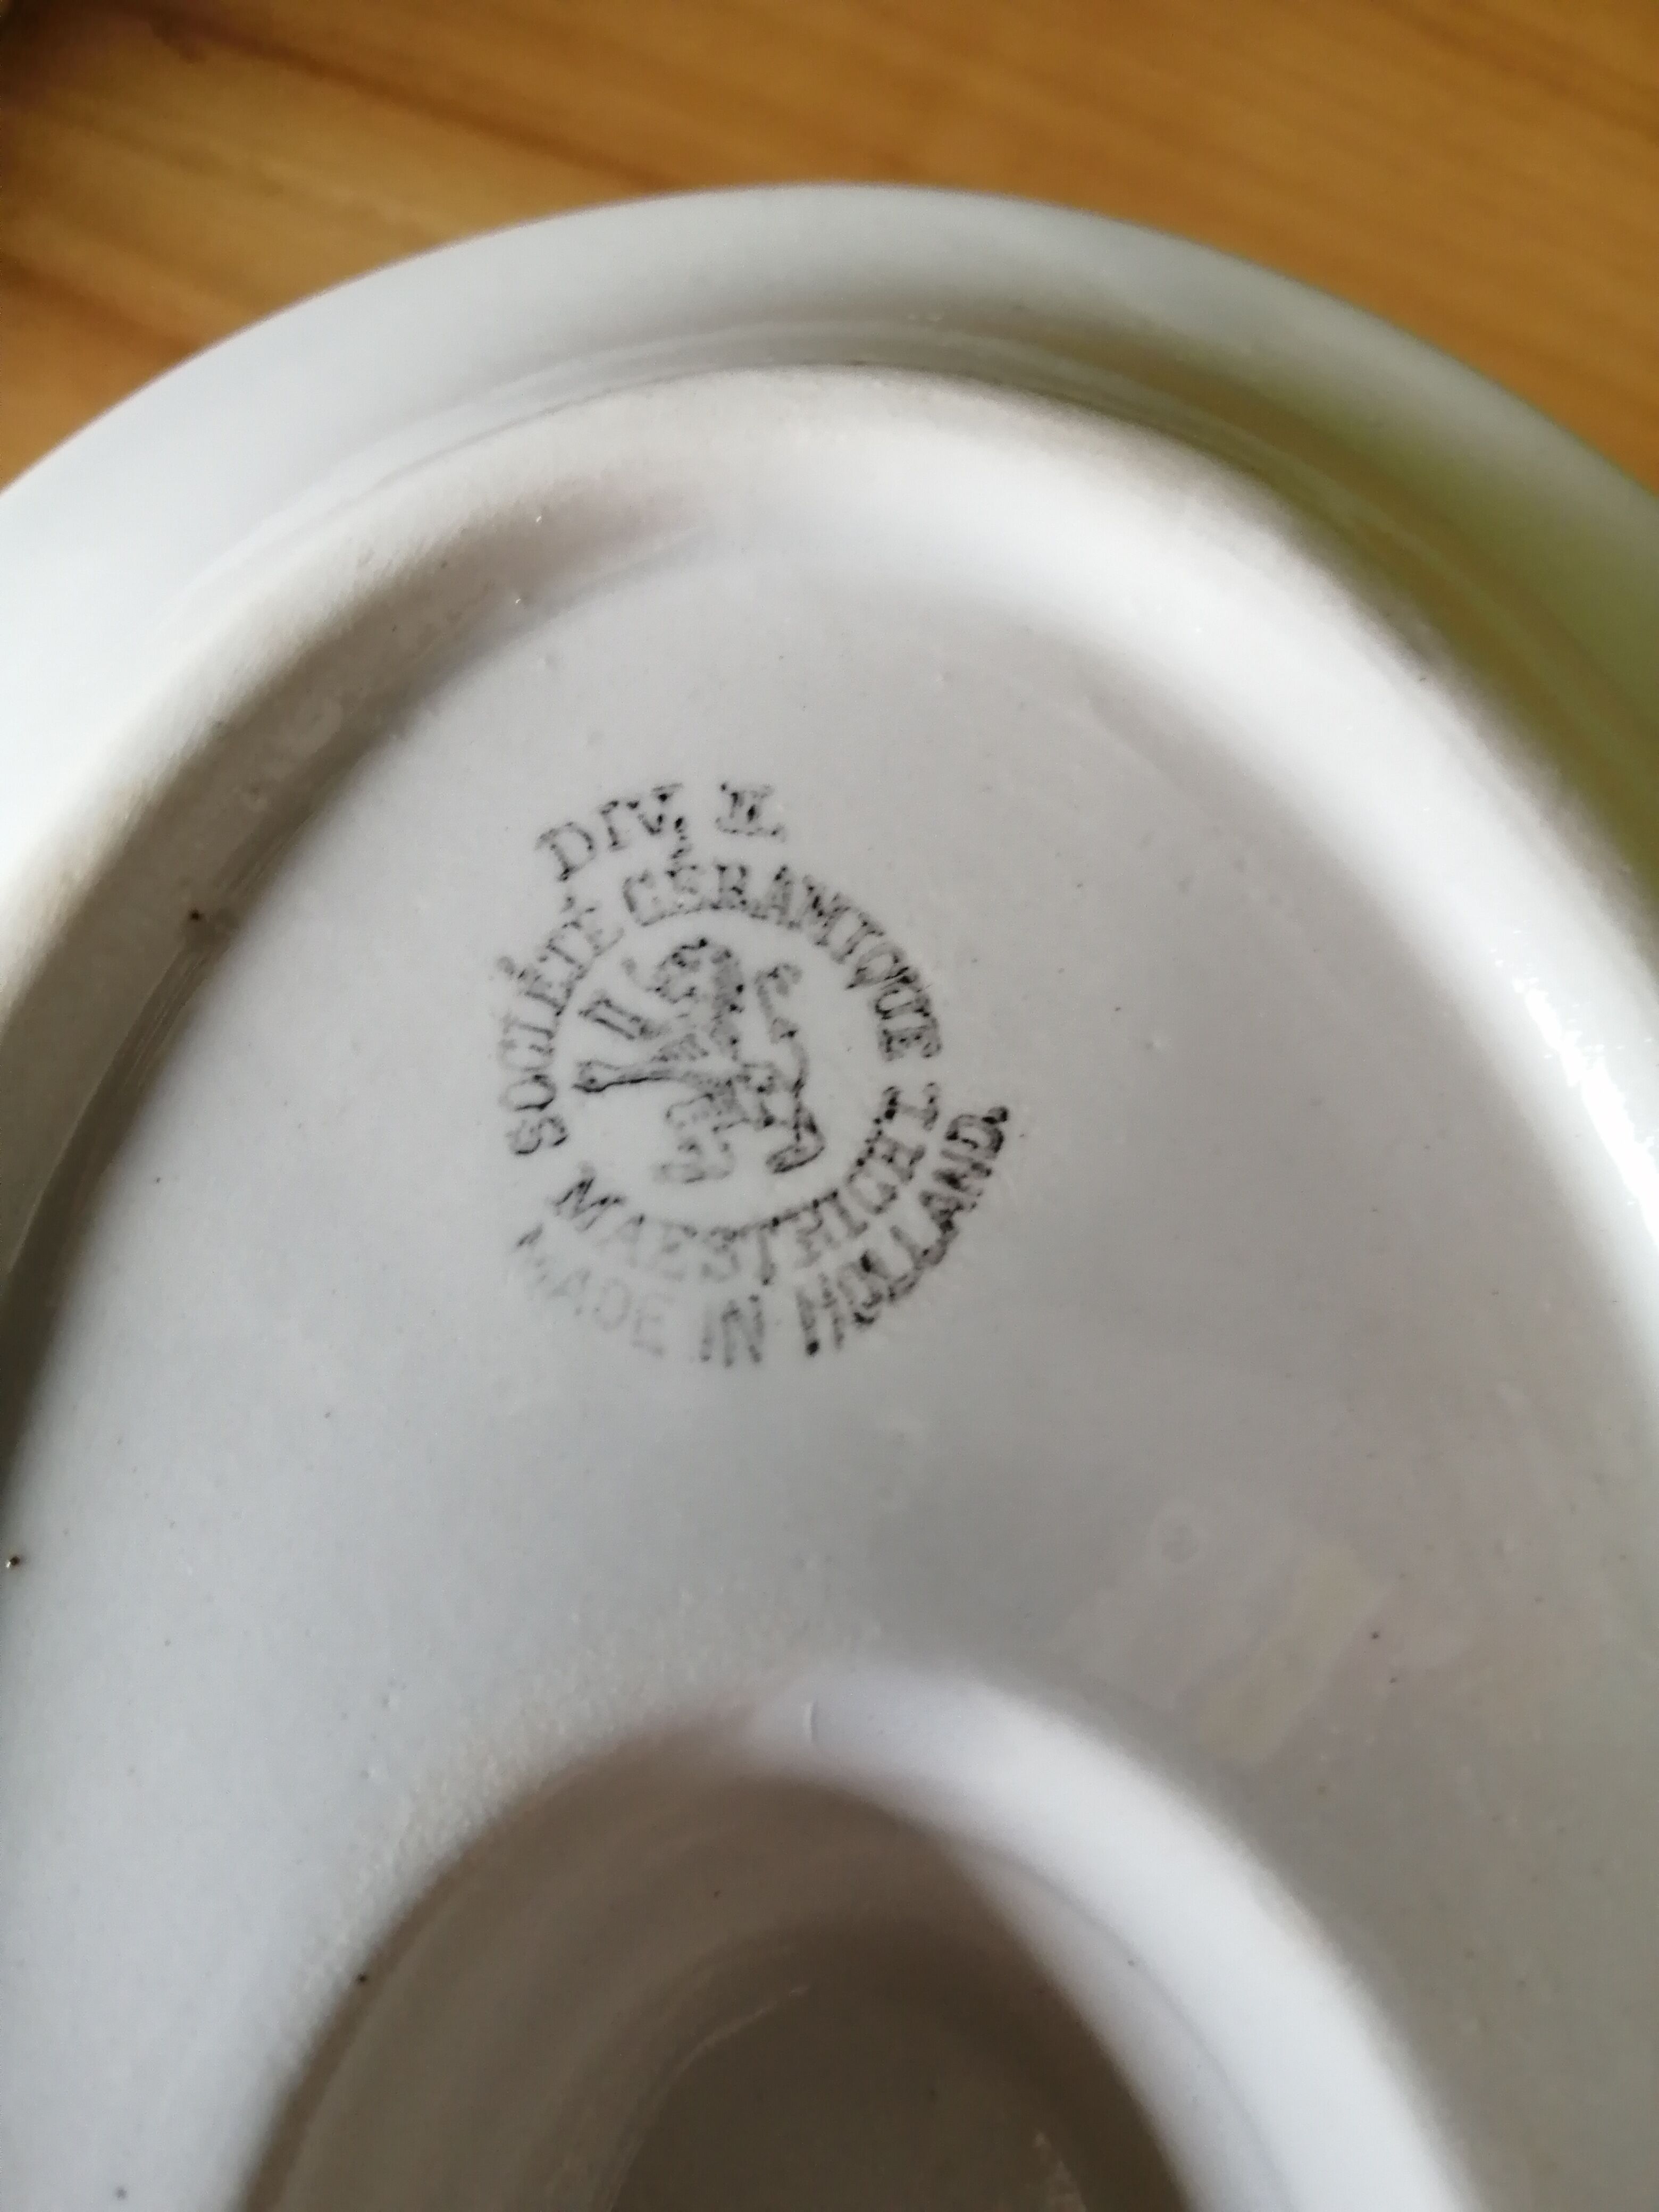 DIV. E
SOCIÉTÉ CÉRAMIQUE
MAESTRICHT
MADE IN HOLLAND.